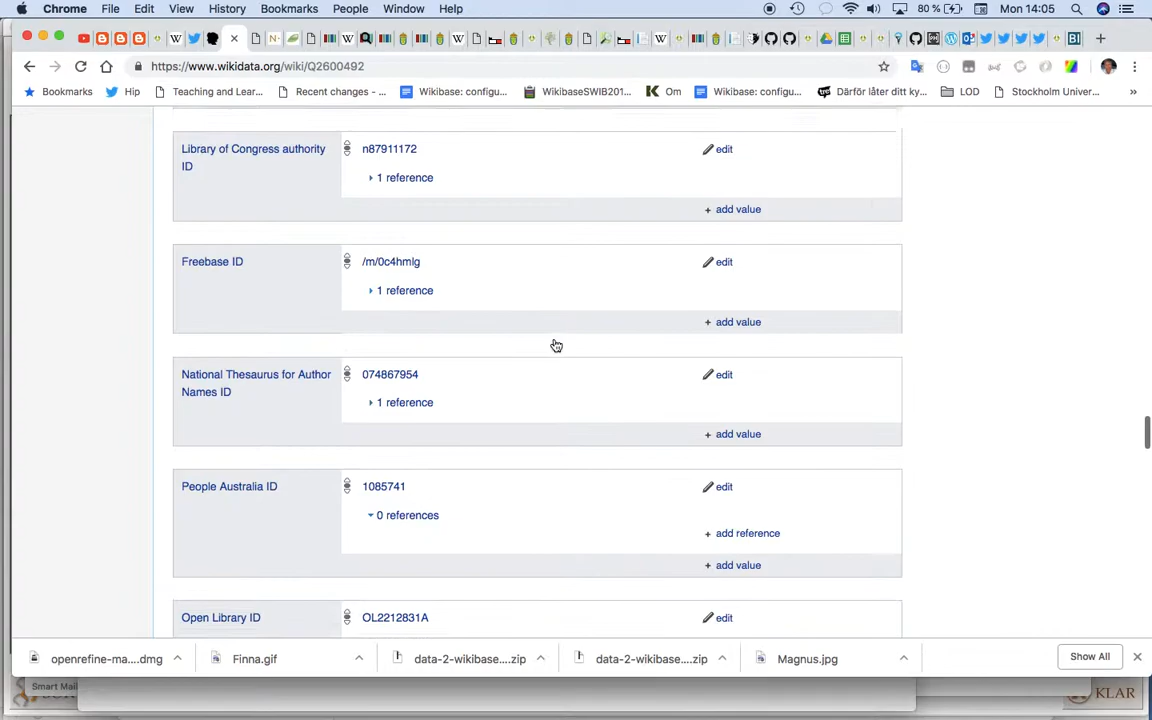 Chrome File Edit View History Bookmarks People Window Help 80 % Mon 14:05
https://www.wikidata.org/wiki/Q2600492
Bookmarks Hip Teaching and Lear... Recent changes - ... Wikibase: configu... WikibaseSWIB201... Om Wikibase: configu... Därför låter ditt ky... LOD Stockholm Univer... »
Library of Congress authority ID
n87911172
edit
1 reference
+ add value
Freebase ID
/m/0c4hmlg
edit
1 reference
+ add value
National Thesaurus for Author Names ID
074867954
edit
1 reference
+ add value
People Australia ID
1085741
edit
0 references
+ add reference
+ add value
Open Library ID
OL2212831A
edit
openrefine-ma....dmg Finna.gif data-2-wikibase....zip data-2-wikibase....zip Magnus.jpg Show All
Smart Mail
KLAR